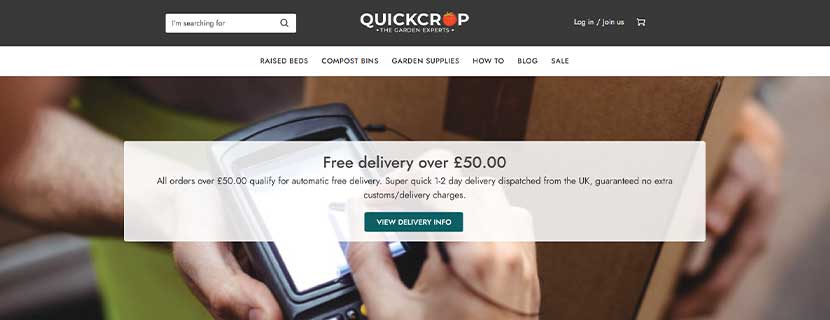 I'm searching for
QUICKCROP
• THE GARDEN EXPERTS •
Log in / Join us
RAISED BEDS COMPOST BINS GARDEN SUPPLIES HOW TO BLOG SALE
Free delivery over £50.00
All orders over £50.00 qualify for automatic free delivery. Super quick 1-2 day delivery dispatched from the UK, guaranteed no extra
customs/delivery charges.
VIEW DELIVERY INFO